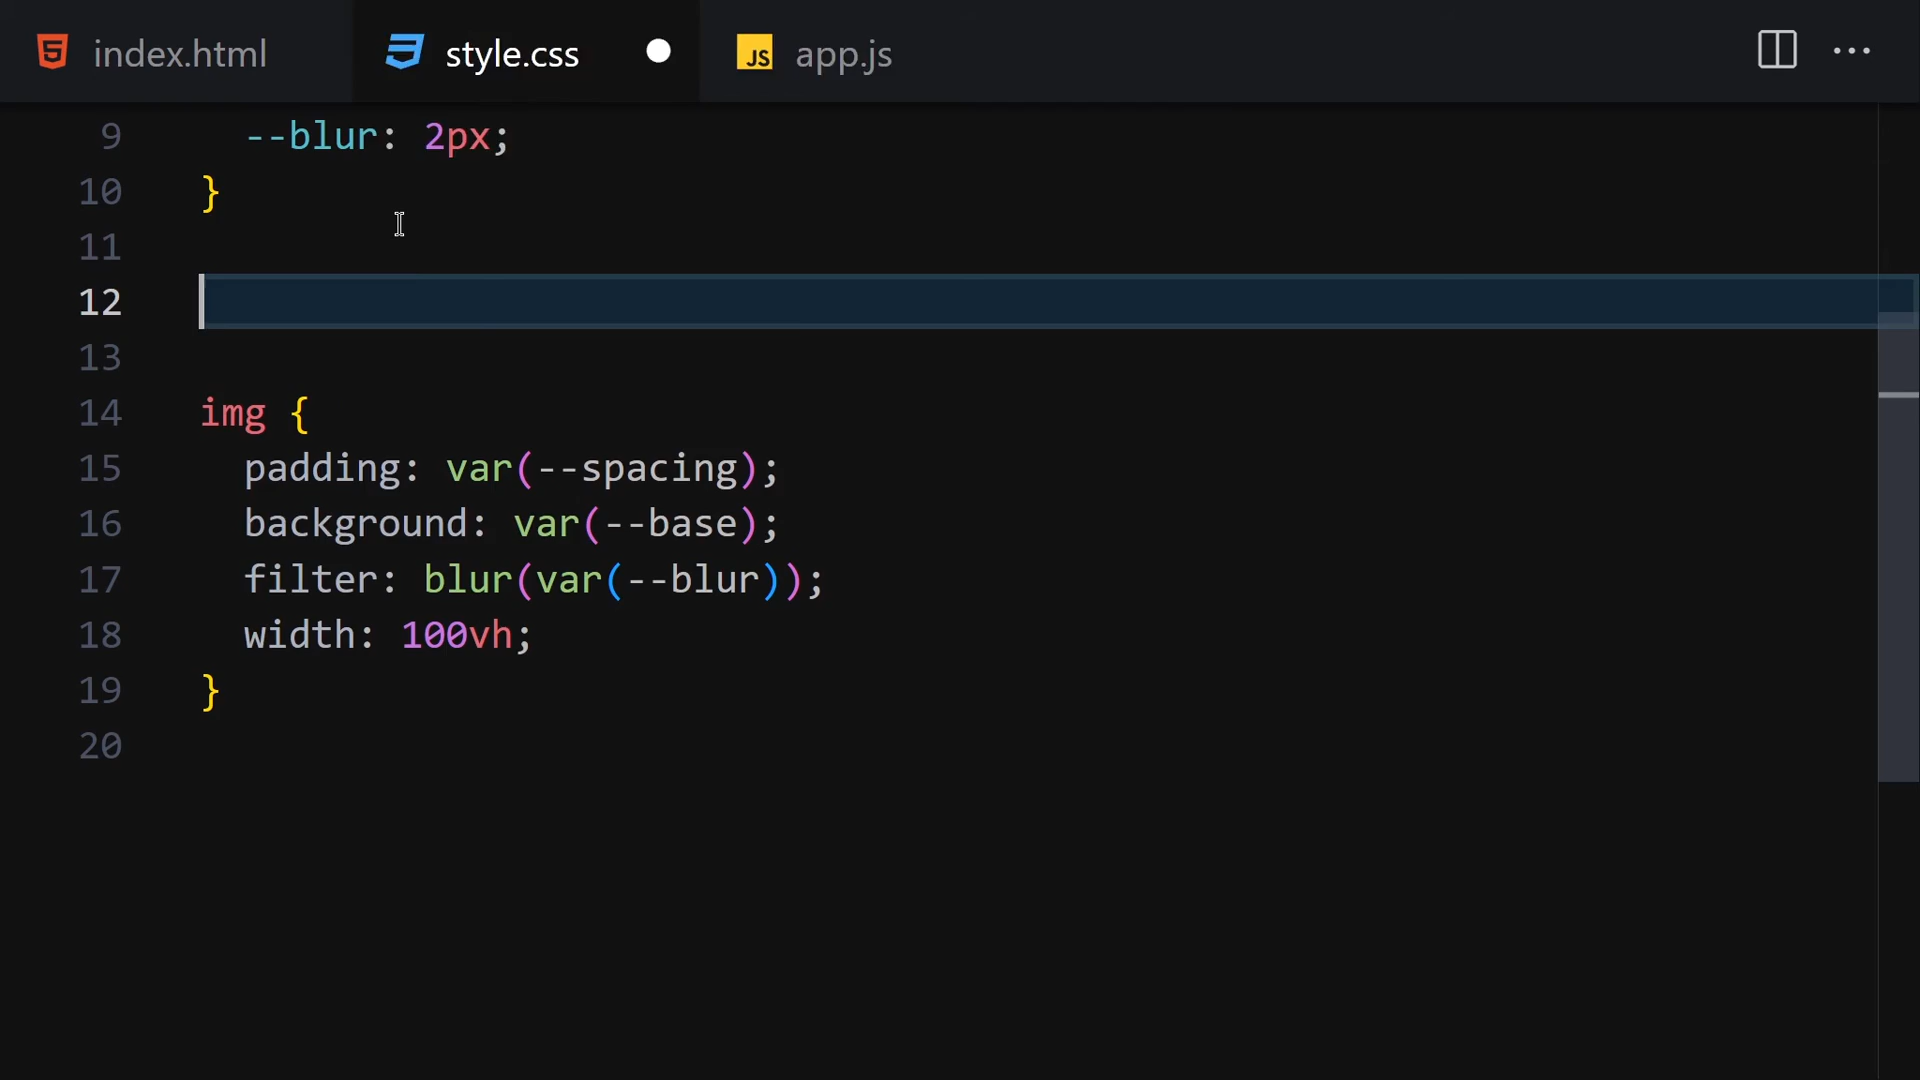 index.html style.css app.js
9 --blur: 2px;
10 }
11
12
13
14 img {
15 padding: var(--spacing);
16 background: var(--base);
17 filter: blur(var(--blur));
18 width: 100vh;
19 }
20